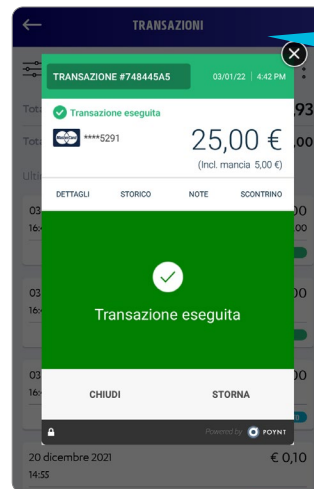 TRANSAZIONI
TRANSAZIONE #748445A5 03/01/22 | 4:42 PM
Transazione eseguita
****5291 25,00 €
(Incl. mancia 5,00 €)
DETTAGLI STORICO NOTE SCONTRINO
Transazione eseguita
CHIUDI STORNA
Powered by POYNT
20 dicembre 2021 € 0,10
14:55